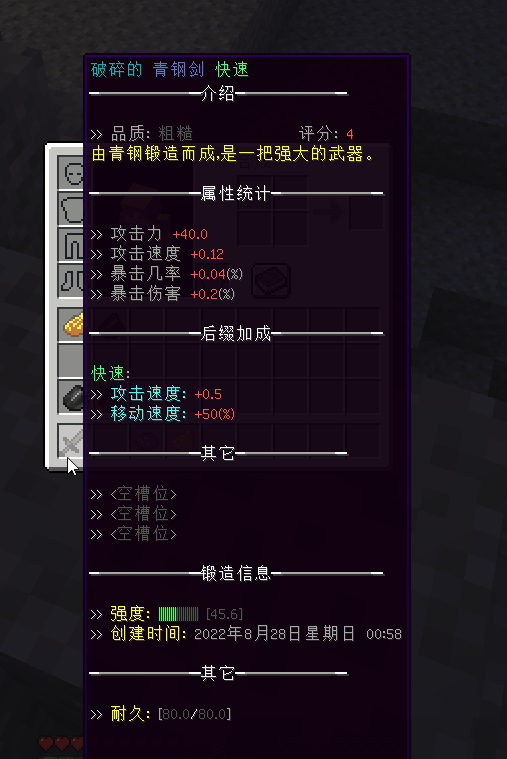 破碎的 青钢剑 快速
介绍
>> 品质: 粗糙 评分: 4
由青钢锻造而成,是一把强大的武器。
属性统计
>> 攻击力 +40.0
>> 攻击速度 +0.12
>> 暴击几率 +0.04(%)
>> 暴击伤害 +0.2(%)
后缀加成
快速:
>> 攻击速度: +0.5
>> 移动速度: +50(%)
其它
>> <空槽位>
>> <空槽位>
>> <空槽位>
锻造信息
>> 强度: [45.6]
>> 创建时间: 2022年8月28日星期日 00:58
其它
>> 耐久: [80.0/80.0]